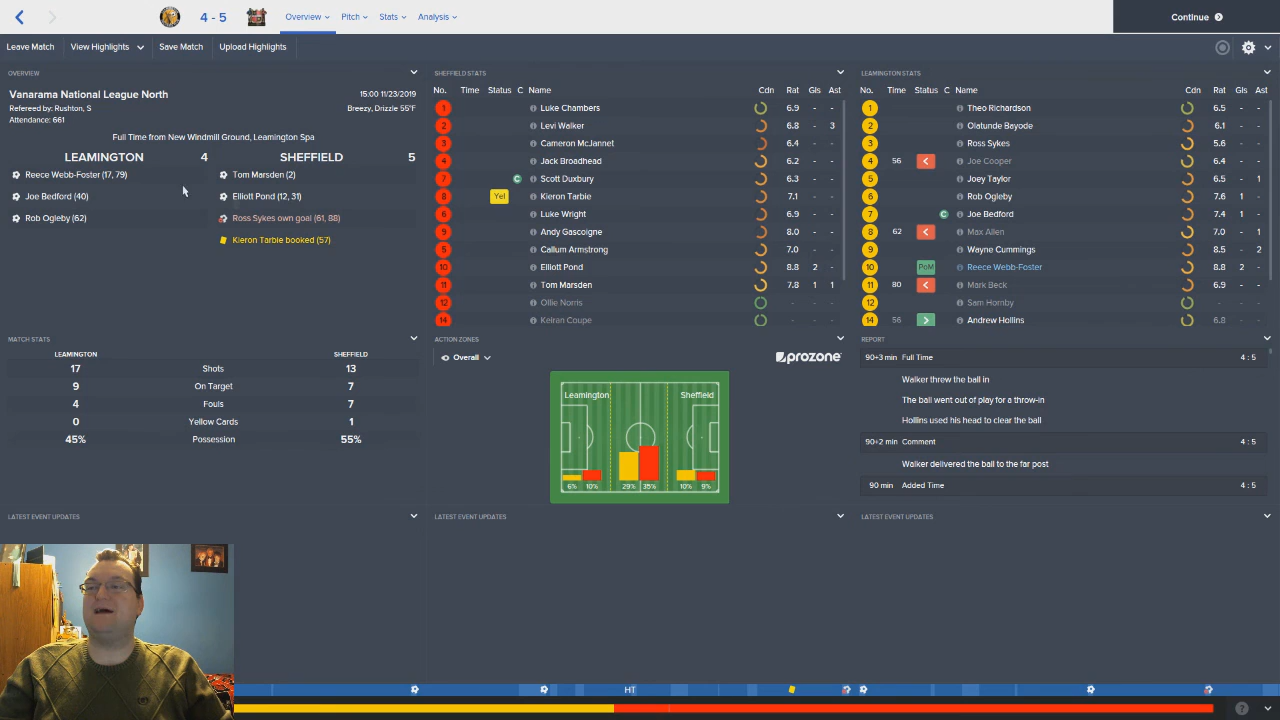 4 - 5 Overview Pitch Stats Analysis Continue
Leave Match View Highlights Save Match Upload Highlights
OVERVIEW
Vanarama National League North 15:00 11/23/2019
Refereed by: Rushton, S Breezy, Drizzle 55°F
Attendance: 661
Full Time from New Windmill Ground, Leamington Spa
LEAMINGTON 4 SHEFFIELD 5
Reece Webb-Foster (17, 79) Tom Marsden (2)
Joe Bedford (40) Elliott Pond (12, 31)
Rob Ogleby (62) Ross Sykes own goal (61, 88)
Kieron Tarbie booked (57)
SHEFFIELD STATS
No. Time Status C Name Cdn Rat Gls Ast
1 Luke Chambers 6.9 - -
2 Levi Walker 6.8 - 3
3 Cameron McJannet 6.4 - -
4 Jack Broadhead 6.2 - -
7 C Scott Duxbury 6.3 - -
8 Yel Kieron Tarbie 7.1 - -
6 Luke Wright 6.9 - -
9 Andy Gascoigne 8.0 - -
5 Callum Armstrong 7.0 - -
10 Elliott Pond 8.8 2 -
11 Tom Marsden 7.8 1 1
12 Ollie Norris - - -
14 Keiran Coupe - - -
LEAMINGTON STATS
No. Time Status C Name Cdn Rat Gls Ast
1 Theo Richardson 6.5 - -
2 Olatunde Bayode 6.1 - -
3 Ross Sykes 5.6 - -
4 56 Joe Cooper 6.4 - -
5 Joey Taylor 6.5 - 1
6 Rob Ogleby 7.6 1 -
7 C Joe Bedford 7.4 1 -
8 62 Max Allen 7.0 - 1
9 Wayne Cummings 8.5 - 2
10 PoM Reece Webb-Foster 8.8 2 -
11 80 Mark Beck 6.9 - -
12 Sam Hornby - - -
14 56 Andrew Hollins 6.8 - -
MATCH STATS
LEAMINGTON SHEFFIELD
17 Shots 13
9 On Target 7
4 Fouls 7
0 Yellow Cards 1
45% Possession 55%
ACTION ZONES
Overall prozone
Leamington Sheffield
6% 10% 29% 35% 10% 9%
REPORT
90+3 min Full Time 4 : 5
Walker threw the ball in
The ball went out of play for a throw-in
Hollins used his head to clear the ball
90+2 min Comment 4 : 5
Walker delivered the ball to the far post
90 min Added Time 4 : 5
LATEST EVENT UPDATES LATEST EVENT UPDATES LATEST EVENT UPDATES
HT
?